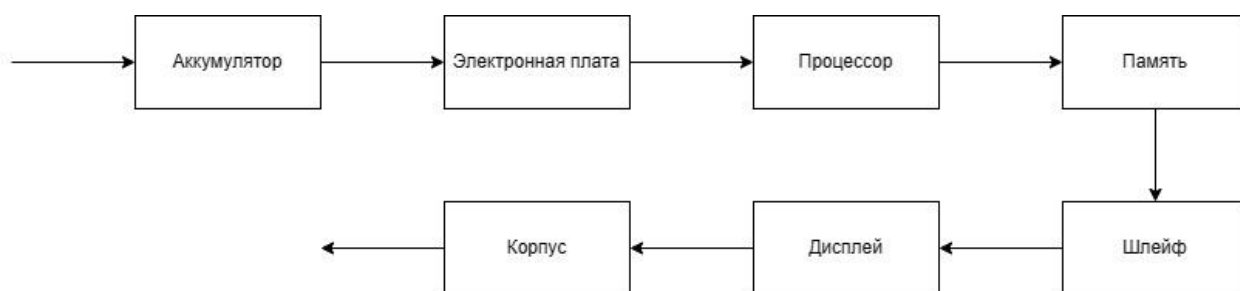 Аккумулятор
Электронная плата
Процессор
Память
Корпус
Дисплей
Шлейф